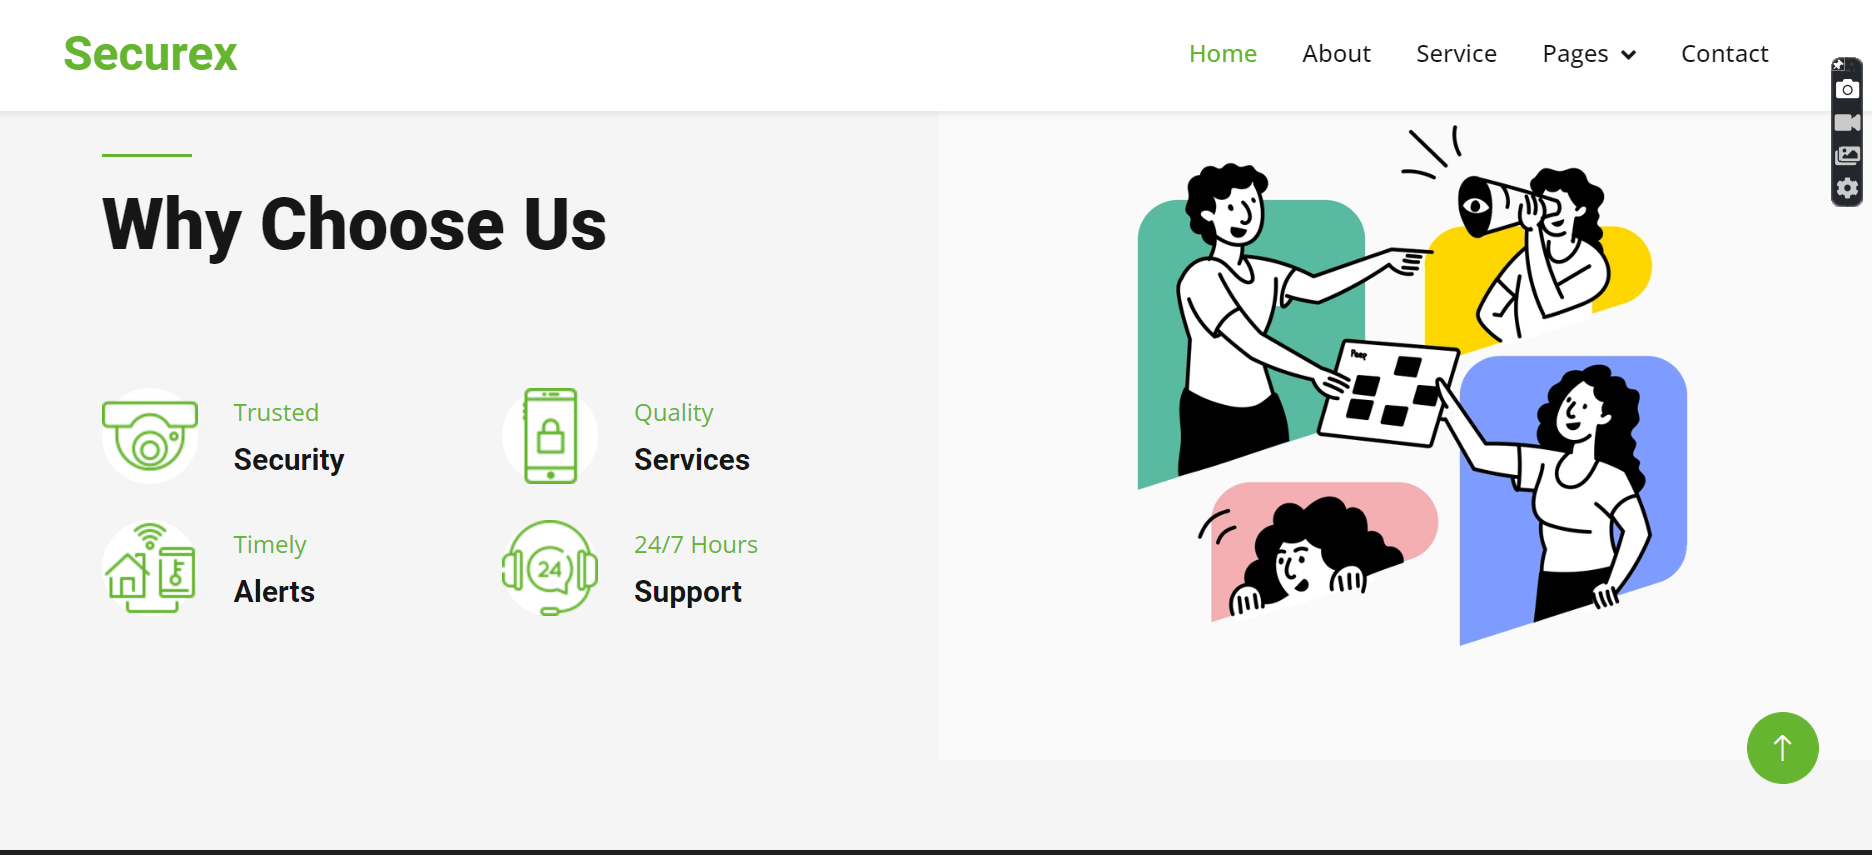 Securex
Home About Service Pages Contact
Why Choose Us
Trusted
Security
Quality
Services
Timely
Alerts
24
24/7 Hours
Support